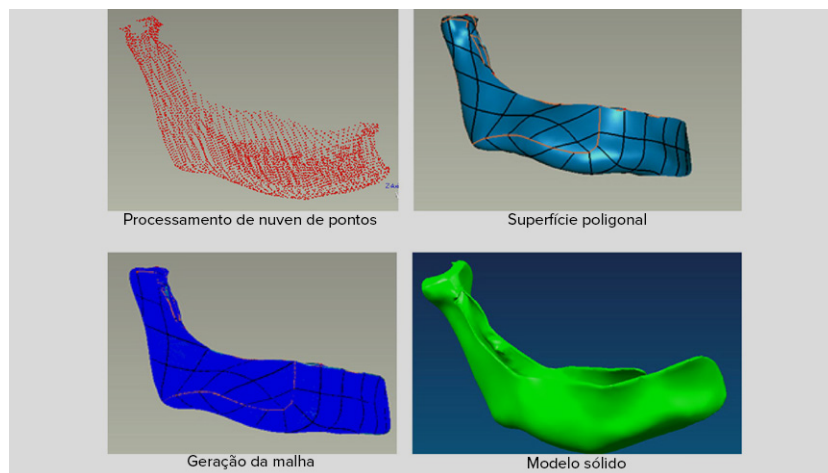 Processamento de nuven de pontos
Superfície poligonal
Geração da malha
Modelo sólido